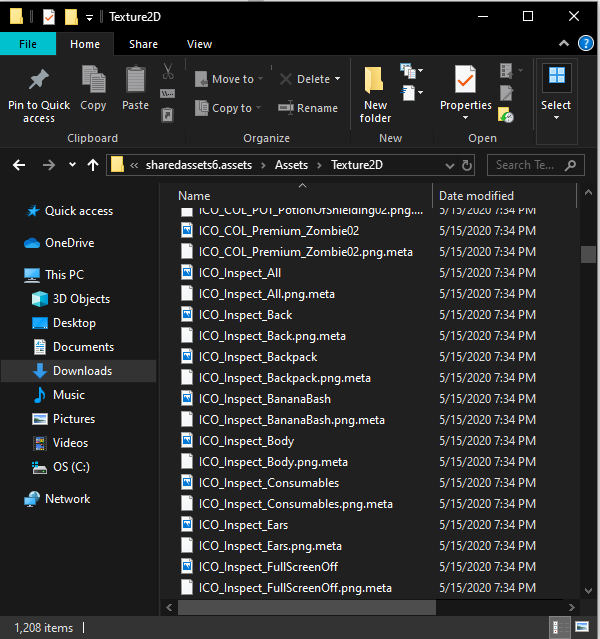 Texture2D
File Home Share View
Pin to Quick access
Copy
Paste
Move to
Copy to
Delete
Rename
New folder
Properties
Select
Clipboard Organize New Open
sharedassets6.assets > Assets > Texture2D
Search Te...
Name Date modified
ICO_COL_POT_PotionOfShielding02.png.... 5/15/2020 7:34 PM
ICO_COL_Premium_Zombie02 5/15/2020 7:34 PM
ICO_COL_Premium_Zombie02.png.meta 5/15/2020 7:34 PM
ICO_Inspect_All 5/15/2020 7:34 PM
ICO_Inspect_All.png.meta 5/15/2020 7:34 PM
ICO_Inspect_Back 5/15/2020 7:34 PM
ICO_Inspect_Back.png.meta 5/15/2020 7:34 PM
ICO_Inspect_Backpack 5/15/2020 7:34 PM
ICO_Inspect_Backpack.png.meta 5/15/2020 7:34 PM
ICO_Inspect_BananaBash 5/15/2020 7:34 PM
ICO_Inspect_BananaBash.png.meta 5/15/2020 7:34 PM
ICO_Inspect_Body 5/15/2020 7:34 PM
ICO_Inspect_Body.png.meta 5/15/2020 7:34 PM
ICO_Inspect_Consumables 5/15/2020 7:34 PM
ICO_Inspect_Consumables.png.meta 5/15/2020 7:34 PM
ICO_Inspect_Ears 5/15/2020 7:34 PM
ICO_Inspect_Ears.png.meta 5/15/2020 7:34 PM
ICO_Inspect_FullScreenOff 5/15/2020 7:34 PM
ICO_Inspect_FullScreenOff.png.meta 5/15/2020 7:34 PM
Quick access
OneDrive
This PC
3D Objects
Desktop
Documents
Downloads
Music
Pictures
Videos
OS (C:)
Network
1,208 items